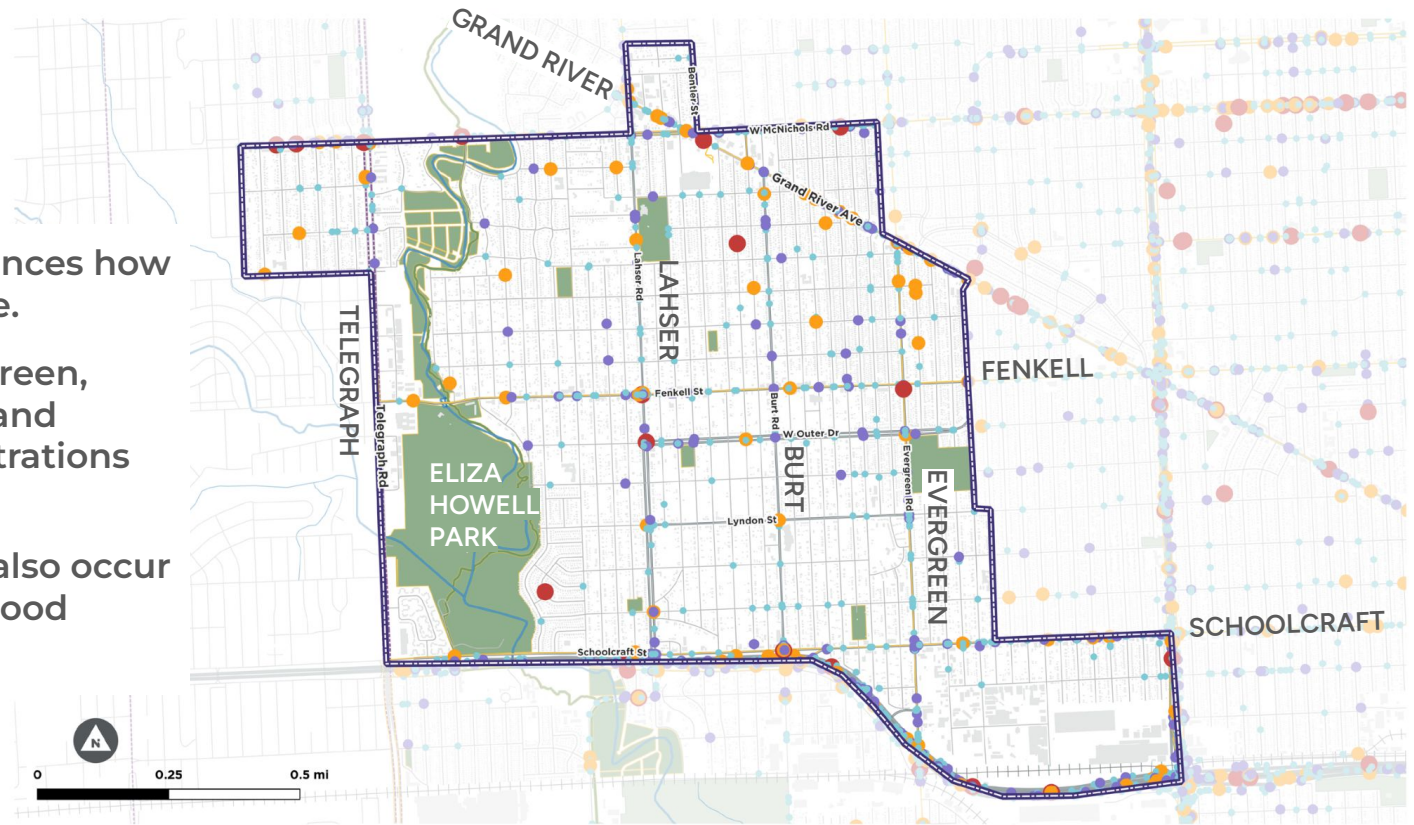 GRAND RIVER
Bentler St
W McNichols Rd
Grand River Ave
nces how
e.
reen,
and
trations
also occur
ood
TELEGRAPH
Telegraph Rd
LAHSER
Lahser Rd
Fenkell St
FENKELL
Burt Rd
W Outer Dr
BURT
ELIZA
HOWELL
PARK
Evergreen Rd
EVERGREEN
Lyndon St
SCHOOLCRAFT
Schoolcraft St
N
0 0.25 0.5 mi